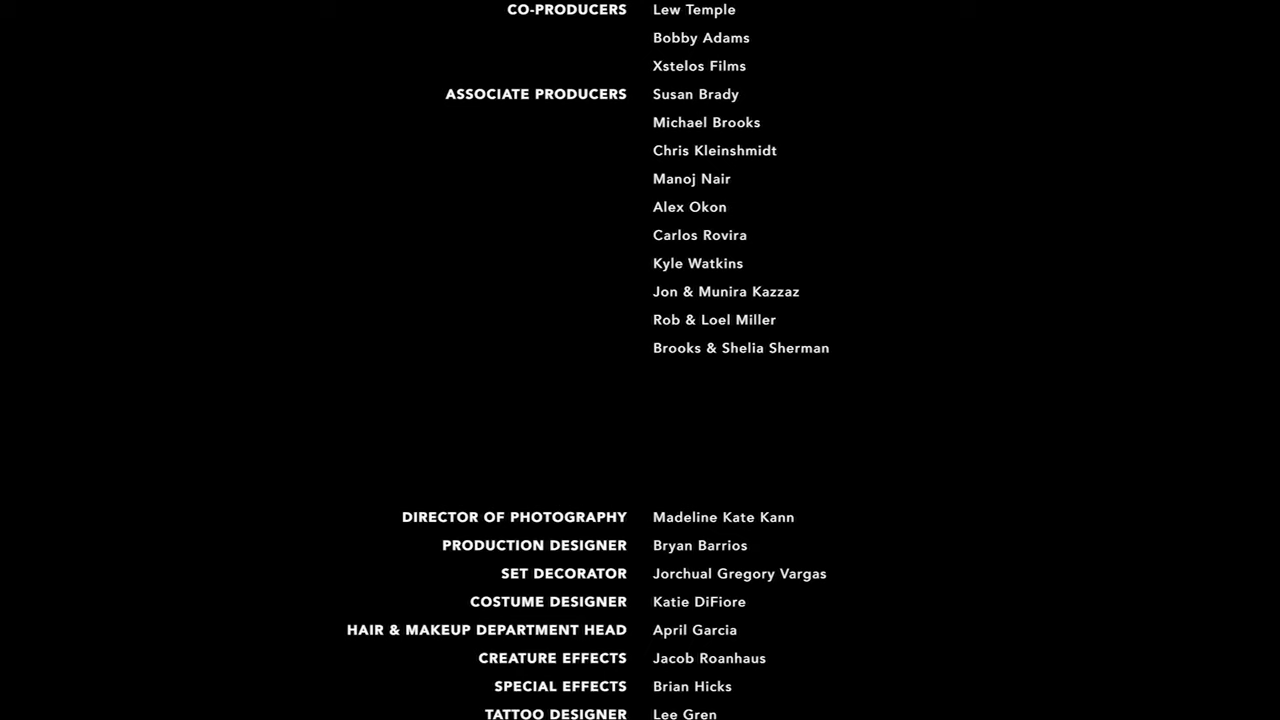 CO-PRODUCERS Lew Temple
Bobby Adams
Xstelos Films
ASSOCIATE PRODUCERS Susan Brady
Michael Brooks
Chris Kleinshmidt
Manoj Nair
Alex Okon
Carlos Rovira
Kyle Watkins
Jon & Munira Kazzaz
Rob & Loel Miller
Brooks & Shelia Sherman
DIRECTOR OF PHOTOGRAPHY Madeline Kate Kann
PRODUCTION DESIGNER Bryan Barrios
SET DECORATOR Jorchual Gregory Vargas
COSTUME DESIGNER Katie DiFiore
HAIR & MAKEUP DEPARTMENT HEAD April Garcia
CREATURE EFFECTS Jacob Roanhaus
SPECIAL EFFECTS Brian Hicks
TATTOO DESIGNER Lee Gren